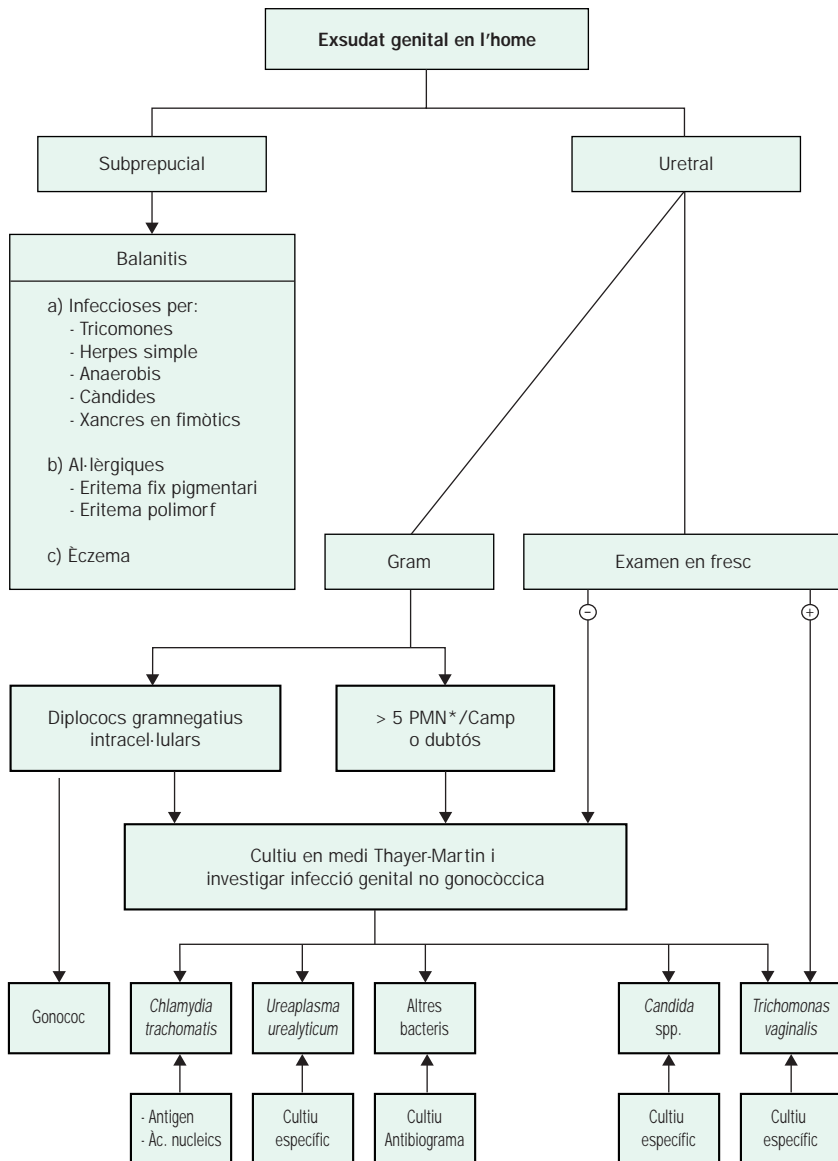 Exsudat genital en l'home
Subprepucial
Uretral
Balanitis
a) Infeccioses per:
- Tricomones
- Herpes simple
- Anaerobis
- Càndides
- Xancres en fimòtics
b) Al·lèrgiques
- Eritema fix pigmentari
- Eritema polimorf
c) Èczema
Gram
Examen en fresc
−
+
Diplococs gramnegatius
intracel·lulars
> 5 PMN*/Camp
o dubtós
Cultiu en medi Thayer-Martin i
investigar infecció genital no gonocòccica
Gonococ
Chlamydia
trachomatis
Ureaplasma
urealyticum
Altres
bacteris
Candida
spp.
Trichomonas
vaginalis
- Antigen
- Àc. nucleics
Cultiu
específic
Cultiu
Antibiograma
Cultiu
específic
Cultiu
específic